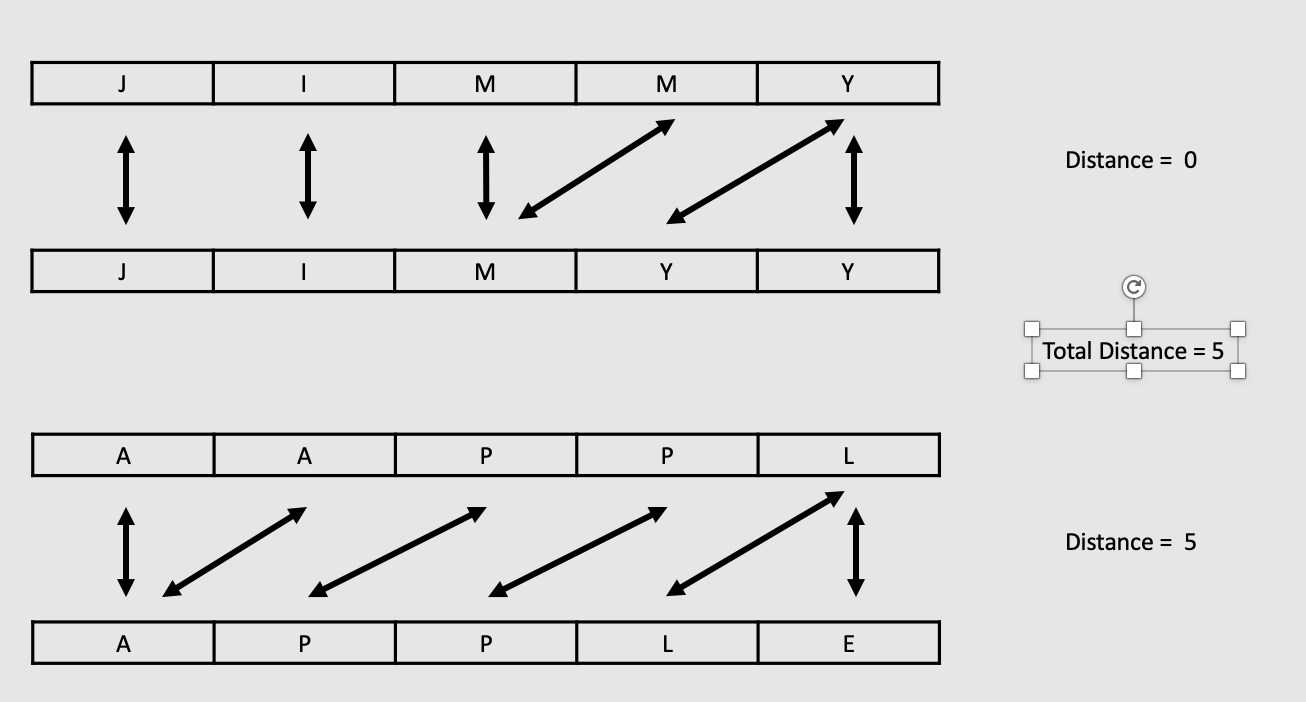 J I M M Y
Distance = 0
J I M Y Y
Total Distance = 5
A A P P L
Distance = 5
A P P L E